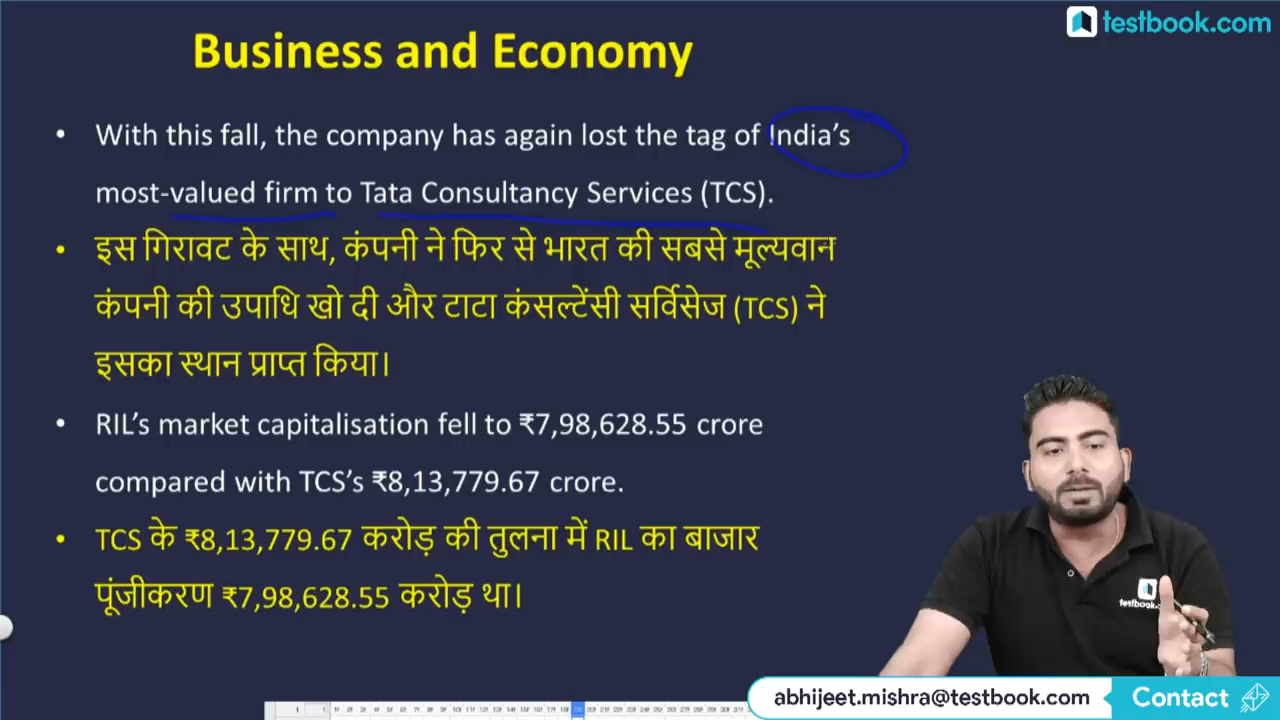 testbook.com
Business and Economy
• With this fall, the company has again lost the tag of India's
most-valued firm to Tata Consultancy Services (TCS).
• इस गिरावट के साथ, कंपनी ने फिर से भारत की सबसे मूल्यवान
कंपनी की उपाधि खो दी और टाटा कंसल्टेंसी सर्विसेज (TCS) ने
इसका स्थान प्राप्त किया।
• RIL's market capitalisation fell to ₹7,98,628.55 crore
compared with TCS's ₹8,13,779.67 crore.
• TCS के ₹8,13,779.67 करोड़ की तुलना में RIL का बाजार
पूंजीकरण ₹7,98,628.55 करोड़ था।
abhijeet.mishra@testbook.com Contact